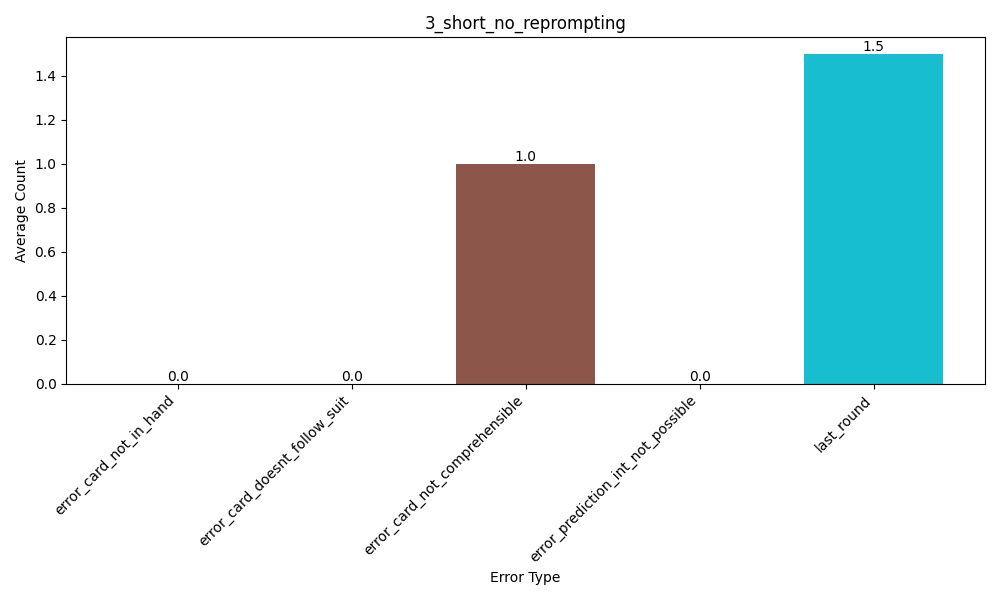 3_short_no_reprompting
Average Count
1.4
1.2
1.0
0.8
0.6
0.4
0.2
0.0
0.0
0.0
1.0
0.0
1.5
error_card_not_in_hand
error_card_doesnt_follow_suit
error_card_not_comprehensible
error_prediction_int_not_possible
last_round
Error Type